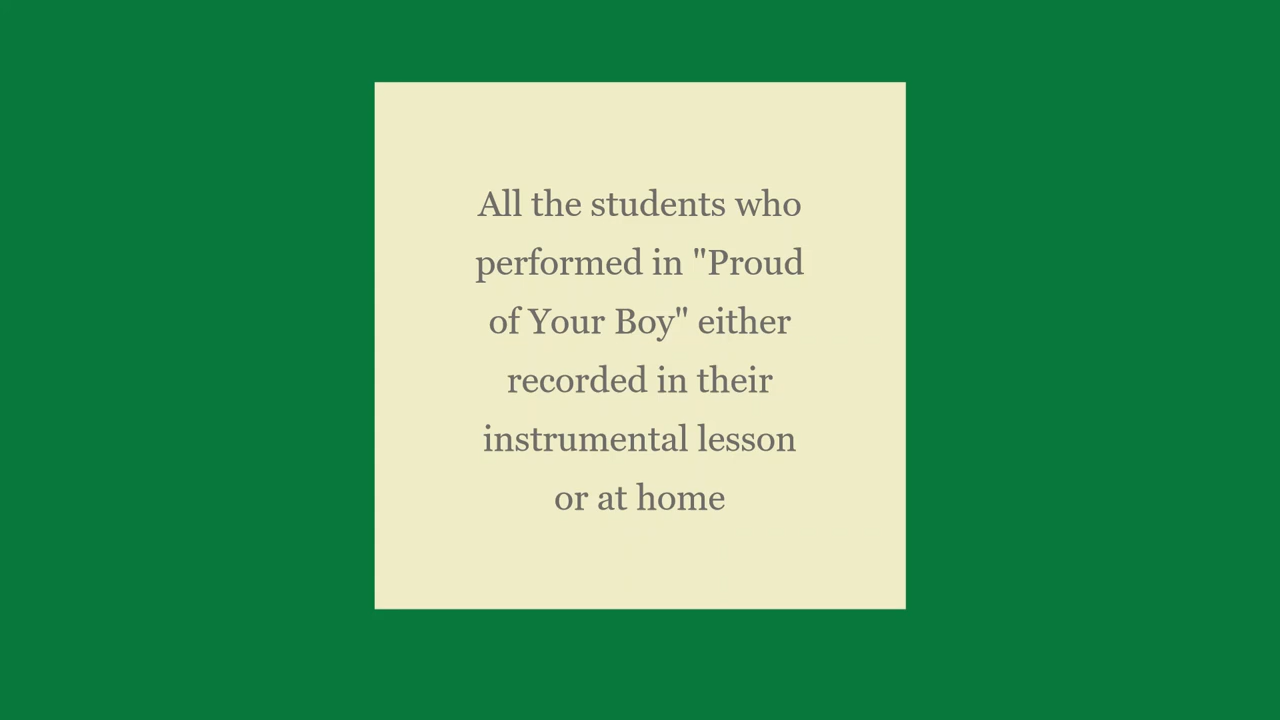 All the students who
performed in "Proud
of Your Boy" either
recorded in their
instrumental lesson
or at home